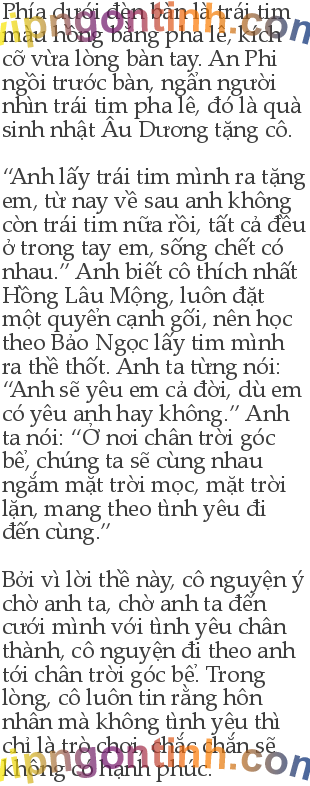 Phía dưới đèn bàn là trái tim
màu hồng bằng pha lê, kích
cỡ vừa lòng bàn tay. An Phi
ngồi trước bàn, ngẩn người
nhìn trái tim pha lê, đó là quà
sinh nhật Âu Dương tặng cô.
“Anh lấy trái tim mình ra tặng
em, từ nay về sau anh không
còn trái tim nữa rồi, tất cả đều
ở trong tay em, sống chết có
nhau.” Anh biết cô thích nhất
Hồng Lâu Mộng, luôn đặt
một quyển cạnh gối, nên học
theo Bảo Ngọc lấy tim mình
ra thề thốt. Anh ta từng nói:
“Anh sẽ yêu em cả đời, dù em
có yêu anh hay không.” Anh
ta nói: “Ở nơi chân trời góc
bể, chúng ta sẽ cùng nhau
ngắm mặt trời mọc, mặt trời
lặn, mang theo tình yêu đi
đến cùng.”
Bởi vì lời thề này, cô nguyện ý
chờ anh ta, chờ anh ta đến
cưới mình với tình yêu chân
thành, cô nguyện đi theo anh
tới chân trời góc bể. Trong
lòng, cô luôn tin rằng hôn
nhân mà không tình yêu thì
chỉ là trò chơi, chắc chắn sẽ
không có hạnh phúc.
vipngontinh.com
vipngontinh.com